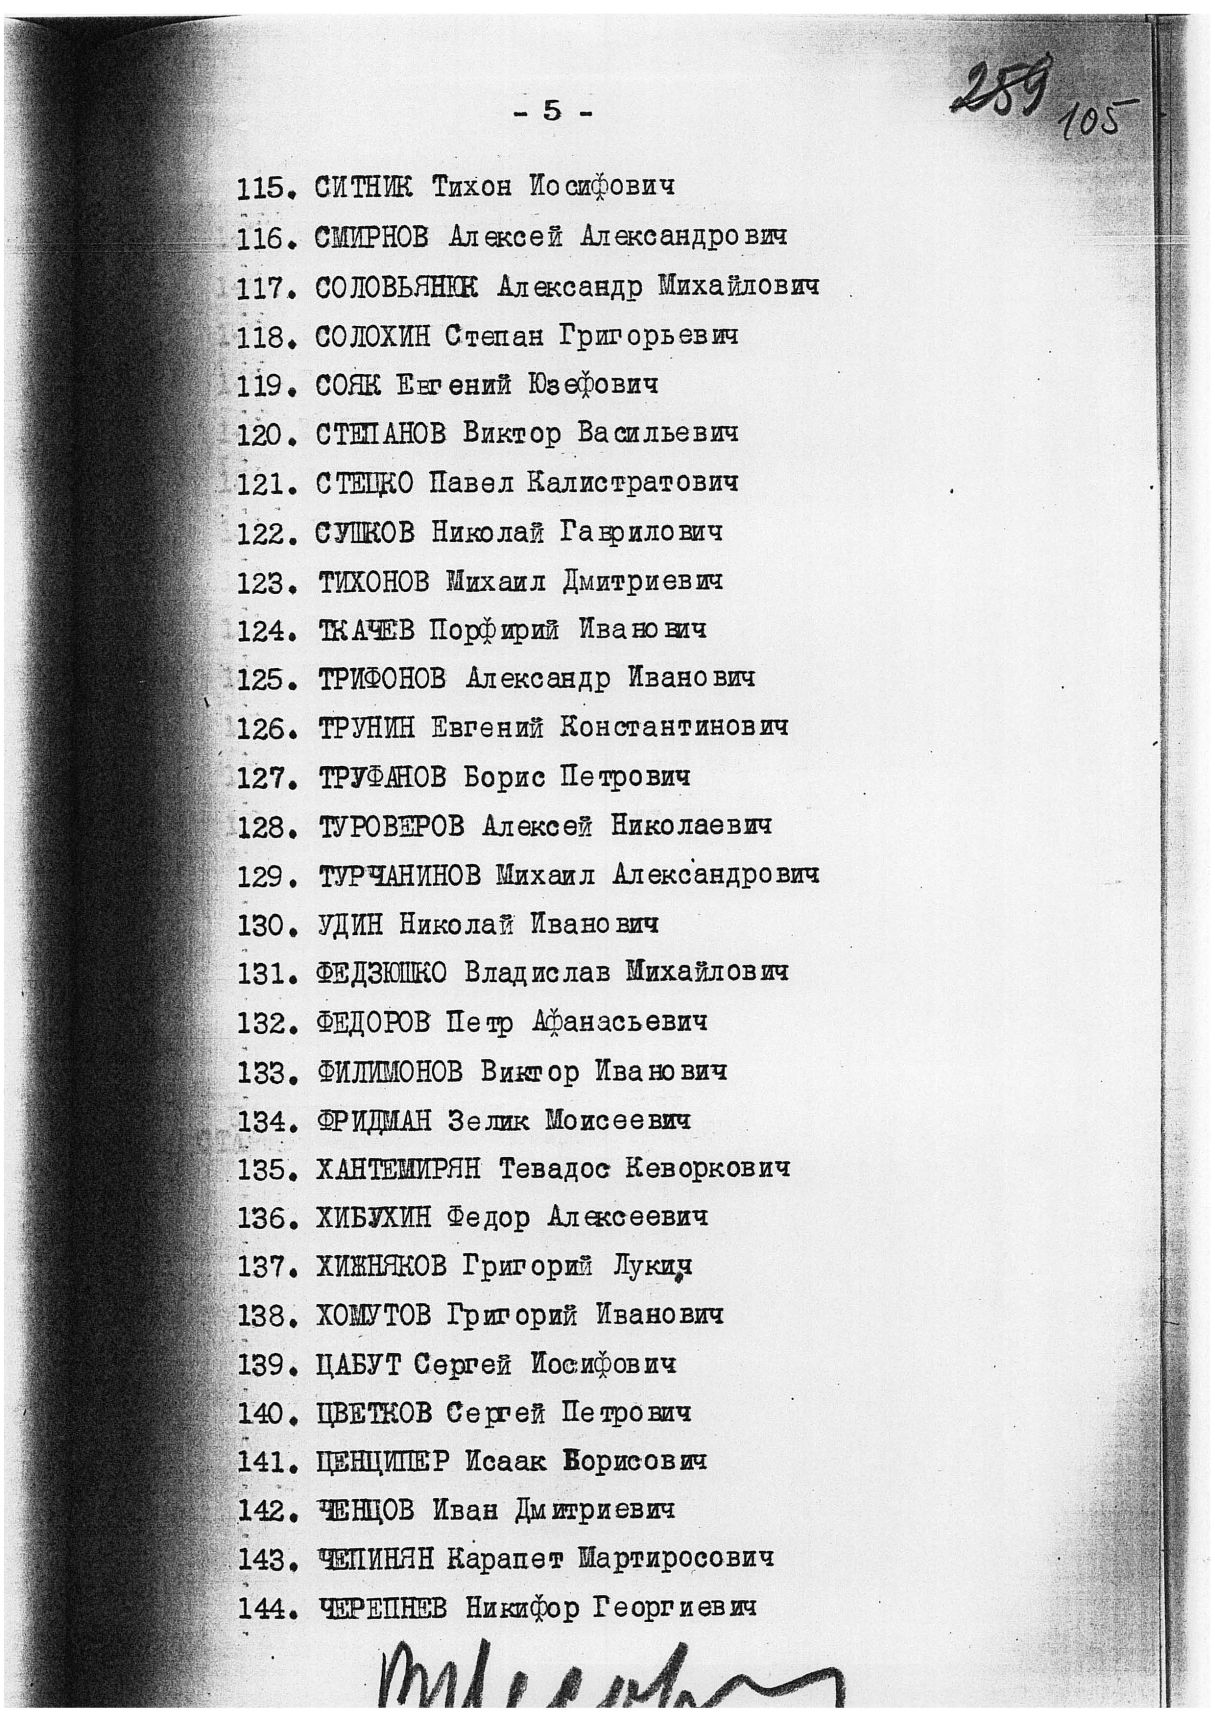 259
105
- 5 -
115. СИТНИК Тихон Иосифович
116. СМИРНОВ Алексей Александрович
117. СОЛОВЬЯНЮК Александр Михайлович
118. СОЛОХИН Степан Григорьевич
119. СОЯК Евгений Юзефович
120. СТЕПАНОВ Виктор Васильевич
121. СТЕЦКО Павел Калистратович
122. СУШКОВ Николай Гаврилович
123. ТИХОНОВ Михаил Дмитриевич
124. ТКАЧЕВ Порфирий Иванович
125. ТРИФОНОВ Александр Иванович
126. ТРУНИН Евгений Константинович
127. ТРУФАНОВ Борис Петрович
128. ТУРОВЕРОВ Алексей Николаевич
129. ТУРЧАНИНОВ Михаил Александрович
130. УДИН Николай Иванович
131. ФЕДЗЮШКО Владислав Михайлович
132. ФЕДОРОВ Петр Афанасьевич
133. ФИЛИМОНОВ Виктор Иванович
134. ФРИДМАН Зелик Моисеевич
135. ХАНТЕМИРЯН Тевадос Кеворкович
136. ХИБУХИН Федор Алексеевич
137. ХИЖНЯКОВ Григорий Лукич
138. ХОМУТОВ Григорий Иванович
139. ЦАБУТ Сергей Иосифович
140. ЦВЕТКОВ Сергей Петрович
141. ЦЕНЦИПЕР Исаак Борисович
142. ЧЕНЦОВ Иван Дмитриевич
143. ЧЕПИНЯН Карапет Мартиросович
144. ЧЕРЕПНЕВ Никифор Георгиевич